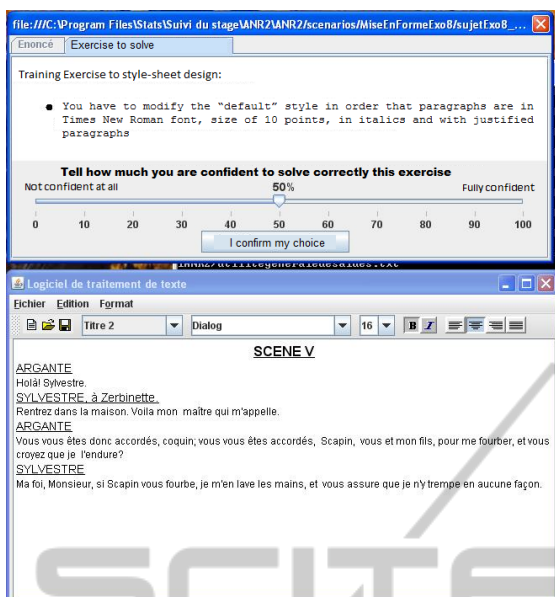 file:///C:\Program Files\Stats\Suivi du stage\ANR2\ANR2/scenarios/MiseEnFormeExo8/sujetExo8_...
Enoncé Exercise to solve
Training Exercise to style-sheet design:
● You have to modify the “default” style in order that paragraphs are in
Times New Roman font, size of 10 points, in italics and with justified
paragraphs
Tell how much you are confident to solve correctly this exercise
Not confident at all 50% Fully confident
0 10 20 30 40 50 60 70 80 90 100
I confirm my choice
Logiciel de traitement de texte
Fichier Edition Format
Titre 2 Dialog 16 B I
SCENE V
ARGANTE
Holà! Sylvestre.
SYLVESTRE, à Zerbinette.
Rentrez dans la maison. Voila mon maître qui m'appelle.
ARGANTE
Vous vous êtes donc accordés, coquin; vous vous êtes accordés, Scapin, vous et mon fils, pour me fourber, et vous
croyez que je l'endure?
SYLVESTRE
Ma foi, Monsieur, si Scapin vous fourbe, je m'en lave les mains, et vous assure que je n'y trempe en aucune façon.